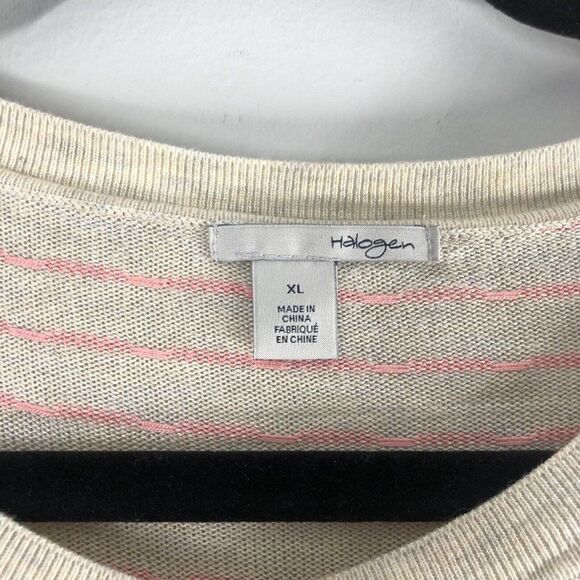 Halogen
XL
MADE IN
CHINA
FABRIQUÉ
EN CHINE